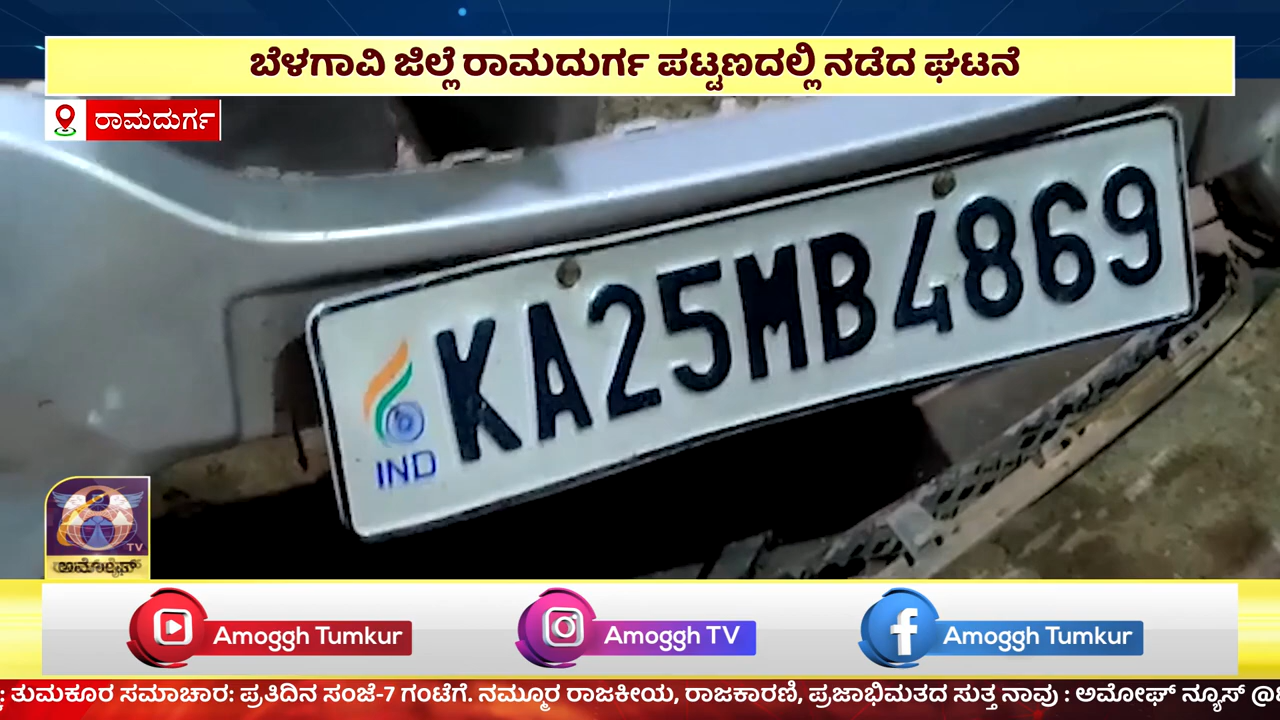 ಬೆಳಗಾವಿ ಜಿಲ್ಲೆ ರಾಮದುರ್ಗ ಪಟ್ಟಣದಲ್ಲಿ ನಡೆದ ಘಟನೆ
ರಾಮದುರ್ಗ
KA25MB4869
IND
TV
Amoggh Tumkur
Amoggh TV
Amoggh Tumkur
ತುಮಕೂರ ಸಮಾಚಾರ: ಪ್ರತಿದಿನ ಸಂಜೆ-7 ಗಂಟೆಗೆ. ನಮ್ಮೂರ ರಾಜಕೀಯ, ರಾಜಕಾರಣಿ, ಪ್ರಜಾಭಿಮತದ ಸುತ್ತ ನಾವು : ಅಮೋಘ್ ನ್ಯೂಸ್